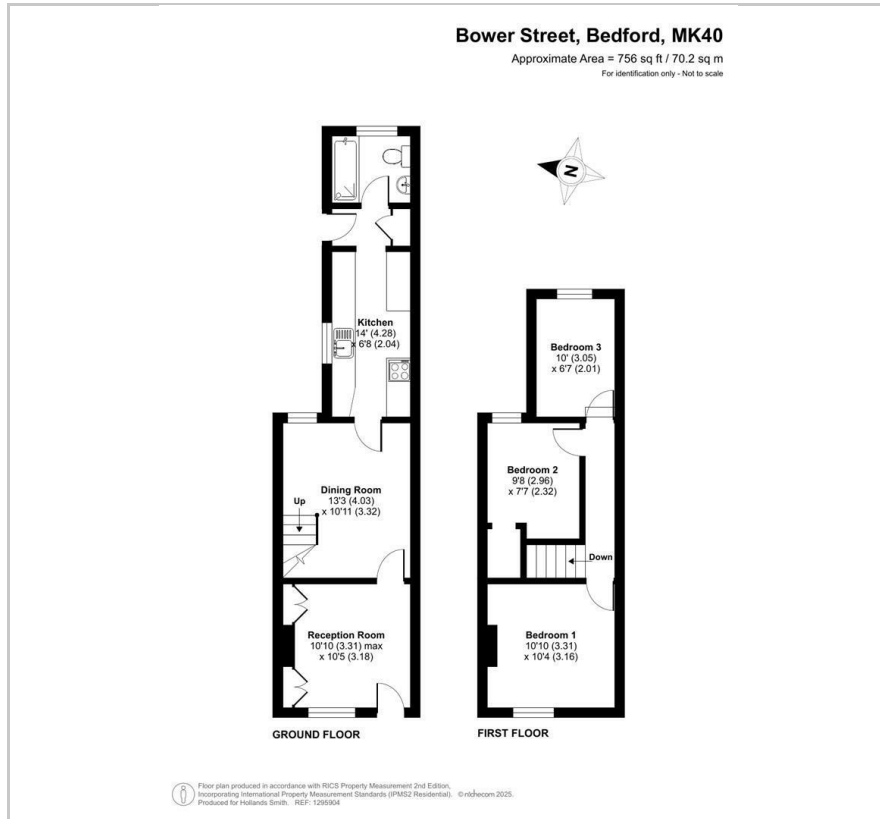 Bower Street, Bedford, MK40
Approximate Area = 756 sq ft / 70.2 sq m
For identification only - Not to scale
N
Kitchen
14' (4.28)
x 6'8 (2.04)
Dining Room
13'3 (4.03)
x 10'11 (3.32)
Up
Reception Room
10'10 (3.31) max
x 10'5 (3.18)
GROUND FLOOR
Bedroom 3
10' (3.05)
x 6'7 (2.01)
Bedroom 2
9'8 (2.96)
x 7'7 (2.32)
Down
Bedroom 1
10'10 (3.31)
x 10'4 (3.16)
FIRST FLOOR
Floor plan produced in accordance with RICS Property Measurement 2nd Edition,
Incorporating International Property Measurement Standards (IPMS2 Residential). © nichecom 2025.
Produced for Hollands Smith. REF: 1295904